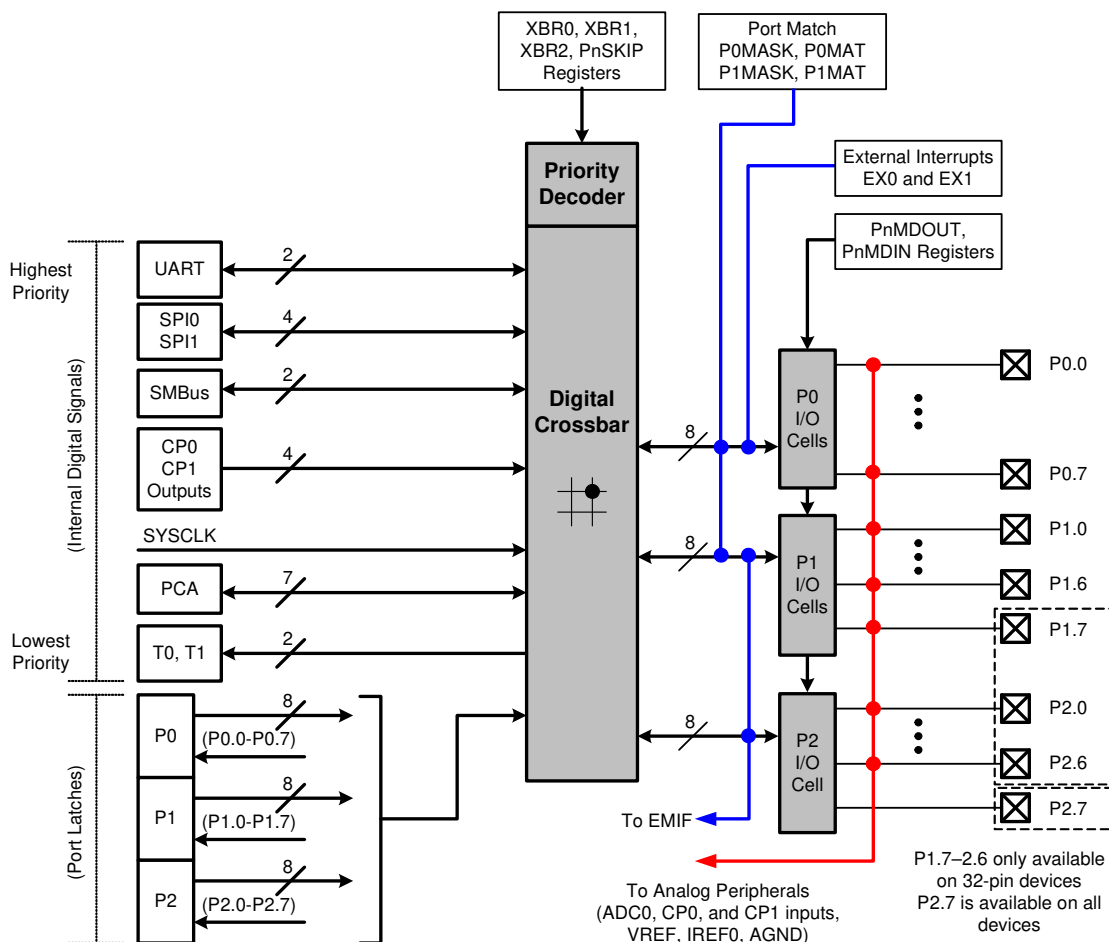 XBR0, XBR1,
XBR2, PnSKIP
Registers
Port Match
P0MASK, P0MAT
P1MASK, P1MAT
External Interrupts
EX0 and EX1
PnMDOUT,
PnMDIN Registers
Priority
Decoder
Digital
Crossbar
Highest
Priority
(Internal Digital Signals)
Lowest
Priority
UART
2
SPI0
SPI1
4
SMBus
2
CP0
CP1
Outputs
4
SYSCLK
PCA
7
T0, T1
2
(Port Latches)
P0
8
(P0.0-P0.7)
P1
8
(P1.0-P1.7)
P2
8
(P2.0-P2.7)
8
8
8
P0
I/O
Cells
P1
I/O
Cells
P2
I/O
Cell
P0.0
P0.7
P1.0
P1.6
P1.7
P2.0
P2.6
P2.7
To EMIF
To Analog Peripherals
(ADC0, CP0, and CP1 inputs,
VREF, IREF0, AGND)
P1.7–2.6 only available
on 32-pin devices
P2.7 is available on all
devices